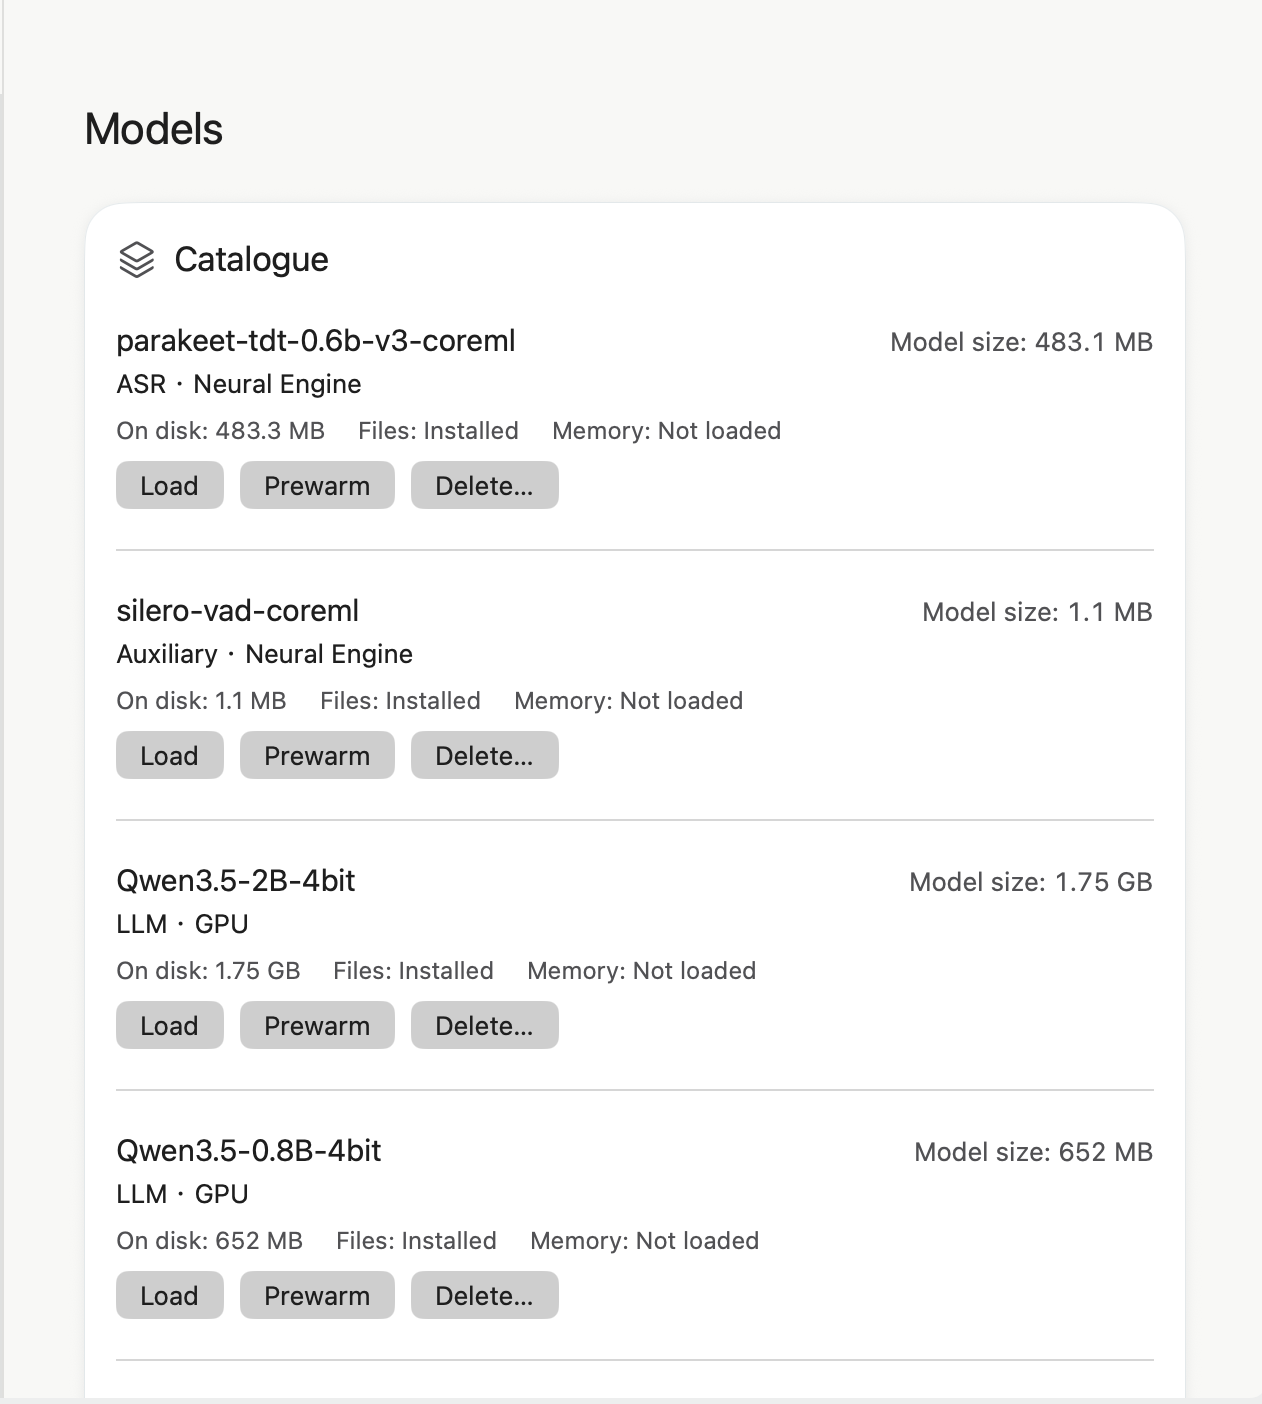 Models
Catalogue
parakeet-tdt-0.6b-v3-coreml Model size: 483.1 MB
ASR · Neural Engine
On disk: 483.3 MB Files: Installed Memory: Not loaded
Load Prewarm Delete...
silero-vad-coreml Model size: 1.1 MB
Auxiliary · Neural Engine
On disk: 1.1 MB Files: Installed Memory: Not loaded
Load Prewarm Delete...
Qwen3.5-2B-4bit Model size: 1.75 GB
LLM · GPU
On disk: 1.75 GB Files: Installed Memory: Not loaded
Load Prewarm Delete...
Qwen3.5-0.8B-4bit Model size: 652 MB
LLM · GPU
On disk: 652 MB Files: Installed Memory: Not loaded
Load Prewarm Delete...